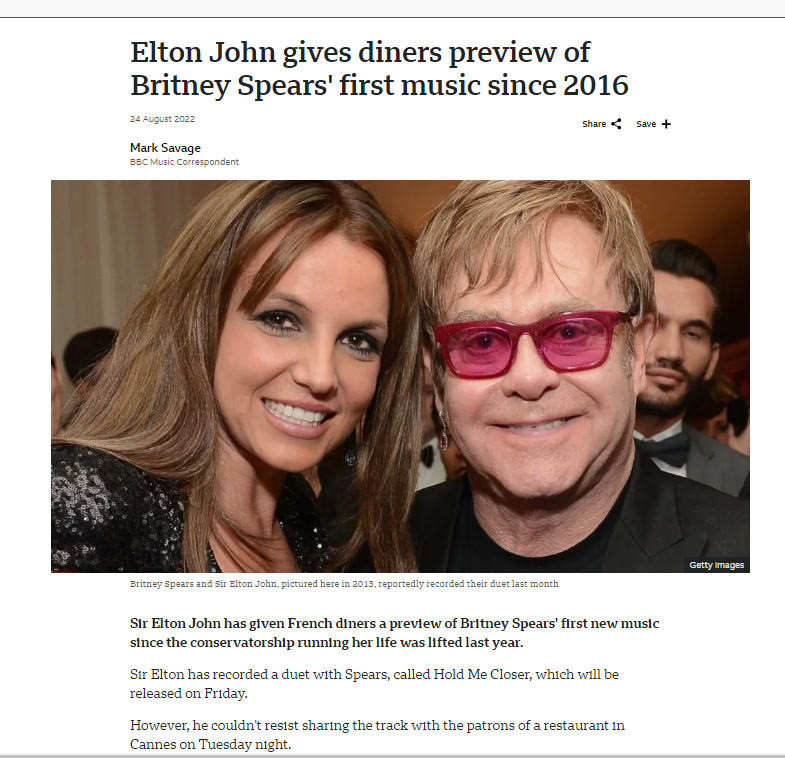 Elton John gives diners preview of
Britney Spears' first music since 2016
24 August 2022
Share
Save
Mark Savage
BBC Music Correspondent
Getty Images
Britney Spears and Sir Elton John, pictured here in 2013, reportedly recorded their duet last month
Sir Elton John has given French diners a preview of Britney Spears' first new music
since the conservatorship running her life was lifted last year.
Sir Elton has recorded a duet with Spears, called Hold Me Closer, which will be
released on Friday.
However, he couldn't resist sharing the track with the patrons of a restaurant in
Cannes on Tuesday night.